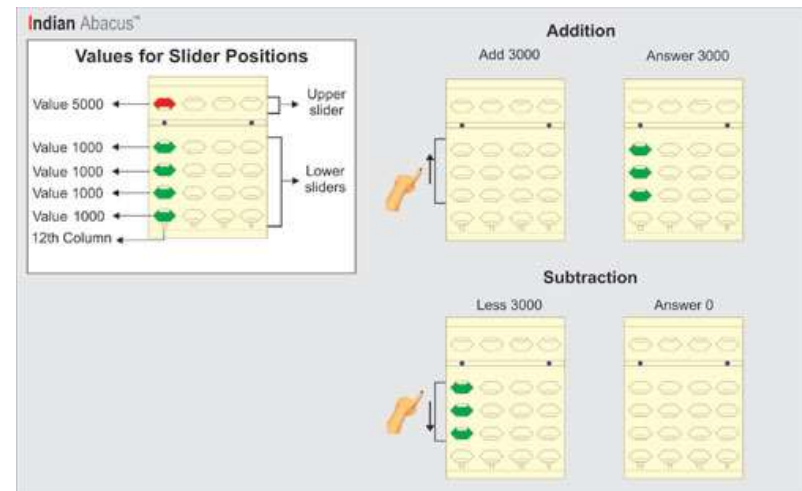 Indian Abacus™
Values for Slider Positions
Value 5000
Upper slider
Value 1000
Value 1000
Value 1000
Value 1000
Lower sliders
12th Column
Addition
Add 3000
Answer 3000
Subtraction
Less 3000
Answer 0